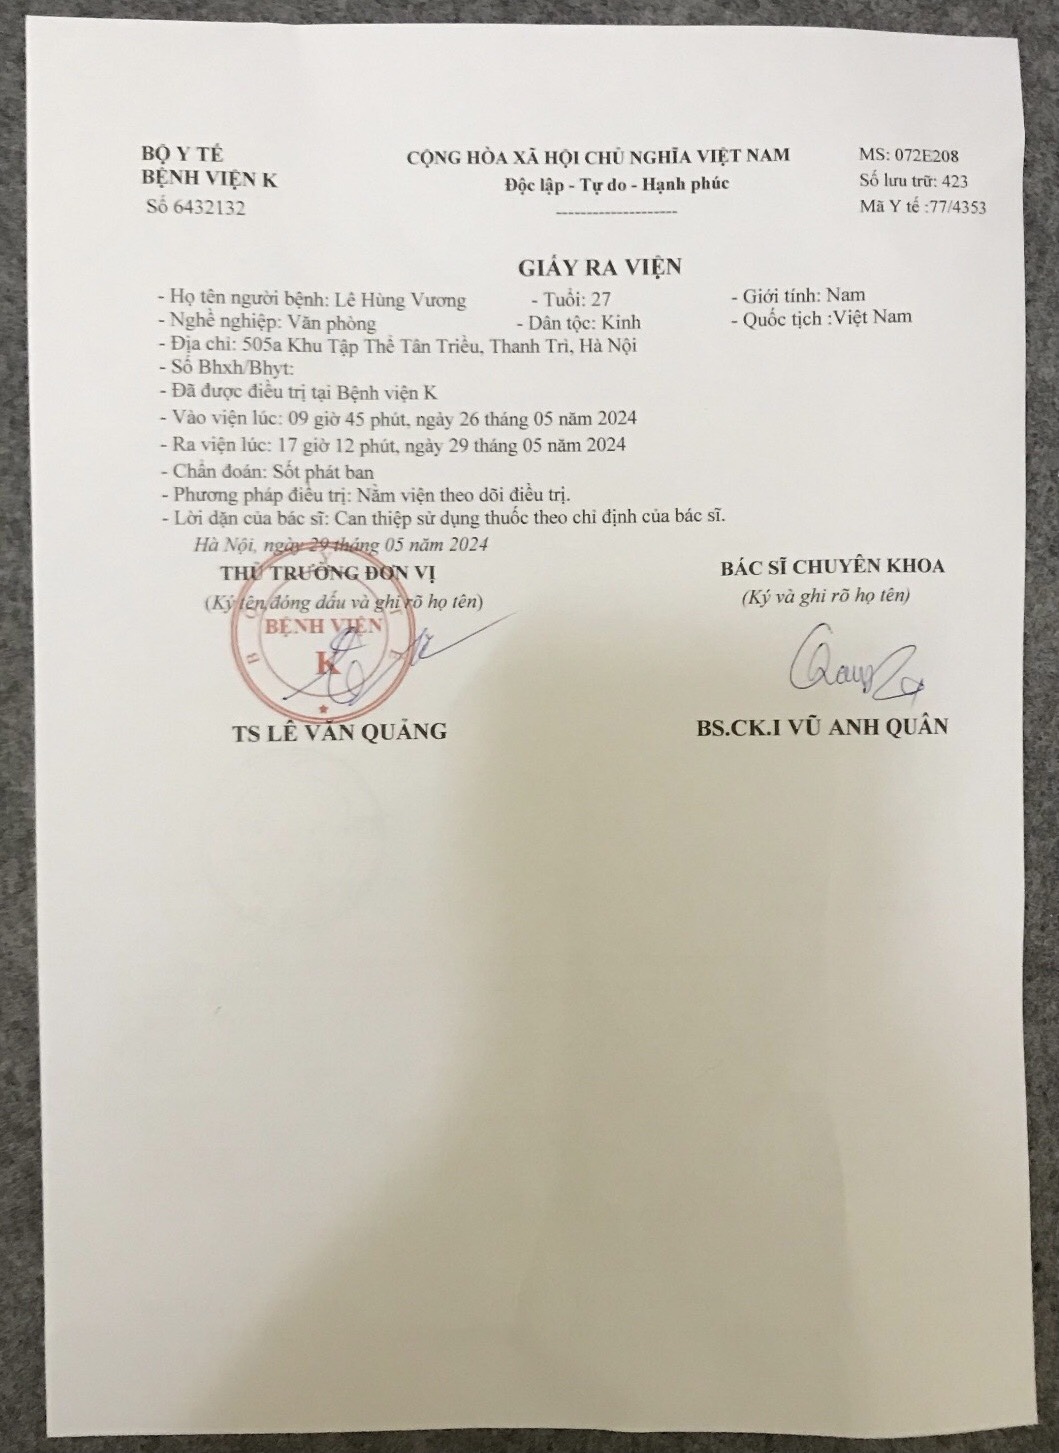 BỘ Y TẾ
BỆNH VIỆN K
Số 6432132
CỘNG HÒA XÃ HỘI CHỦ NGHĨA VIỆT NAM
Độc lập - Tự do - Hạnh phúc
--------------------
MS: 072E208
Số lưu trữ: 423
Mã Y tế :77/4353
GIẤY RA VIỆN
- Họ tên người bệnh: Lê Hùng Vương - Tuổi: 27 - Giới tính: Nam
- Nghề nghiệp: Văn phòng - Dân tộc: Kinh - Quốc tịch :Việt Nam
- Địa chỉ: 505a Khu Tập Thể Tân Triều, Thanh Trì, Hà Nội
- Số Bhxh/Bhyt:
- Đã được điều trị tại Bệnh viện K
- Vào viện lúc: 09 giờ 45 phút, ngày 26 tháng 05 năm 2024
- Ra viện lúc: 17 giờ 12 phút, ngày 29 tháng 05 năm 2024
- Chẩn đoán: Sốt phát ban
- Phương pháp điều trị: Nằm viện theo dõi điều trị.
- Lời dặn của bác sĩ: Can thiệp sử dụng thuốc theo chỉ định của bác sĩ.
Hà Nội, ngày 29 tháng 05 năm 2024
THỦ TRƯỞNG ĐƠN VỊ
(Ký tên,đóng dấu và ghi rõ họ tên)
BỆNH VIỆN
K
TS LÊ VĂN QUẢNG
BÁC SĨ CHUYÊN KHOA
(Ký và ghi rõ họ tên)
BS.CK.I VŨ ANH QUÂN